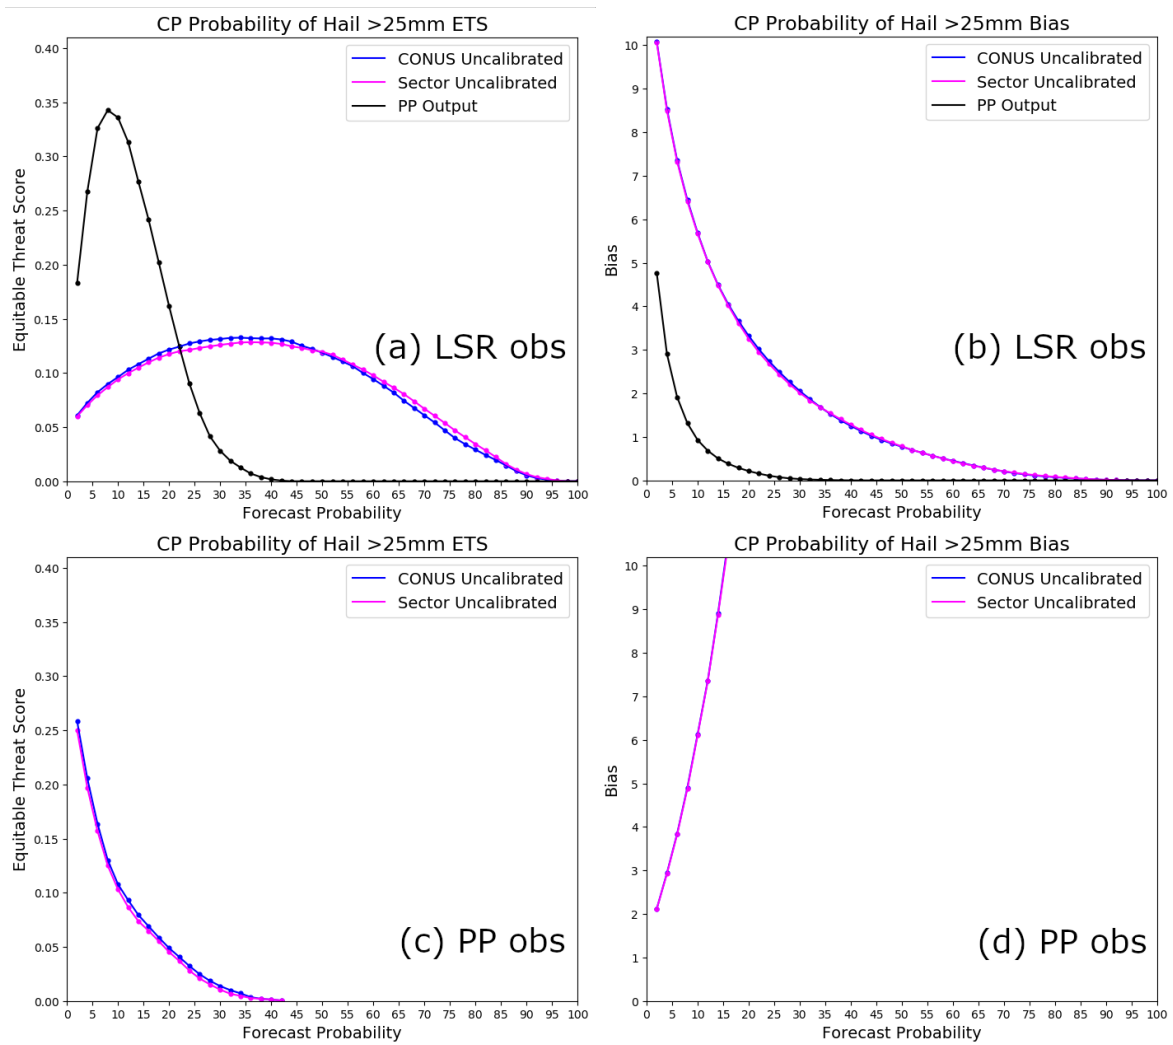 CP Probability of Hail >25mm ETS
CONUS Uncalibrated
Sector Uncalibrated
PP Output
(a) LSR obs
Equitable Threat Score
0.40
0.35
0.30
0.25
0.20
0.15
0.10
0.05
0.00
0 5 10 15 20 25 30 35 40 45 50 55 60 65 70 75 80 85 90 95 100
Forecast Probability
CP Probability of Hail >25mm Bias
CONUS Uncalibrated
Sector Uncalibrated
PP Output
(b) LSR obs
Bias
10
9
8
7
6
5
4
3
2
1
0
0 5 10 15 20 25 30 35 40 45 50 55 60 65 70 75 80 85 90 95 100
Forecast Probability
CP Probability of Hail >25mm ETS
CONUS Uncalibrated
Sector Uncalibrated
(c) PP obs
Equitable Threat Score
0.40
0.35
0.30
0.25
0.20
0.15
0.10
0.05
0.00
0 5 10 15 20 25 30 35 40 45 50 55 60 65 70 75 80 85 90 95 100
Forecast Probability
CP Probability of Hail >25mm Bias
CONUS Uncalibrated
Sector Uncalibrated
(d) PP obs
Bias
10
9
8
7
6
5
4
3
2
1
0
0 5 10 15 20 25 30 35 40 45 50 55 60 65 70 75 80 85 90 95 100
Forecast Probability